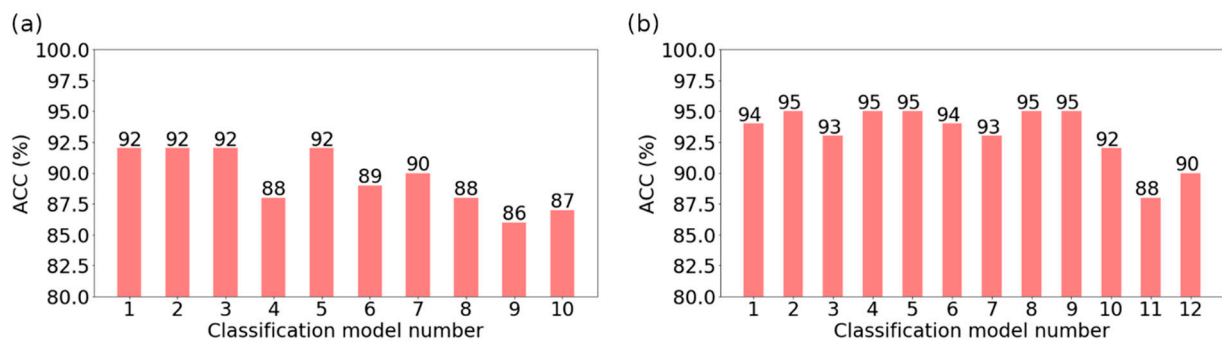 (a)
100.0
97.5
95.0
92.5
90.0
87.5
85.0
82.5
80.0
ACC (%)
92 92 92 88 92 89 90 88 86 87
1 2 3 4 5 6 7 8 9 10
Classification model number
(b)
100.0
97.5
95.0
92.5
90.0
87.5
85.0
82.5
80.0
ACC (%)
94 95 93 95 95 94 93 95 95 92 88 90
1 2 3 4 5 6 7 8 9 10 11 12
Classification model number